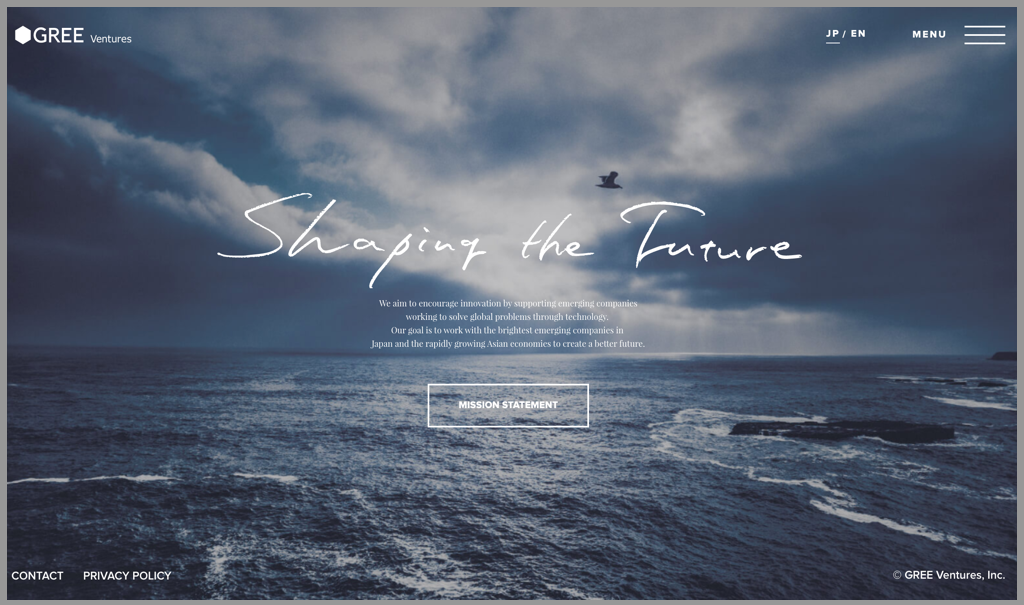 GREE Ventures
JP / EN
MENU
Shaping the Future
We aim to encourage innovation by supporting emerging companies
working to solve global problems through technology.
Our goal is to work with the brightest emerging companies in
Japan and the rapidly growing Asian economies to create a better future.
MISSION STATEMENT
CONTACT
PRIVACY POLICY
© GREE Ventures, Inc.